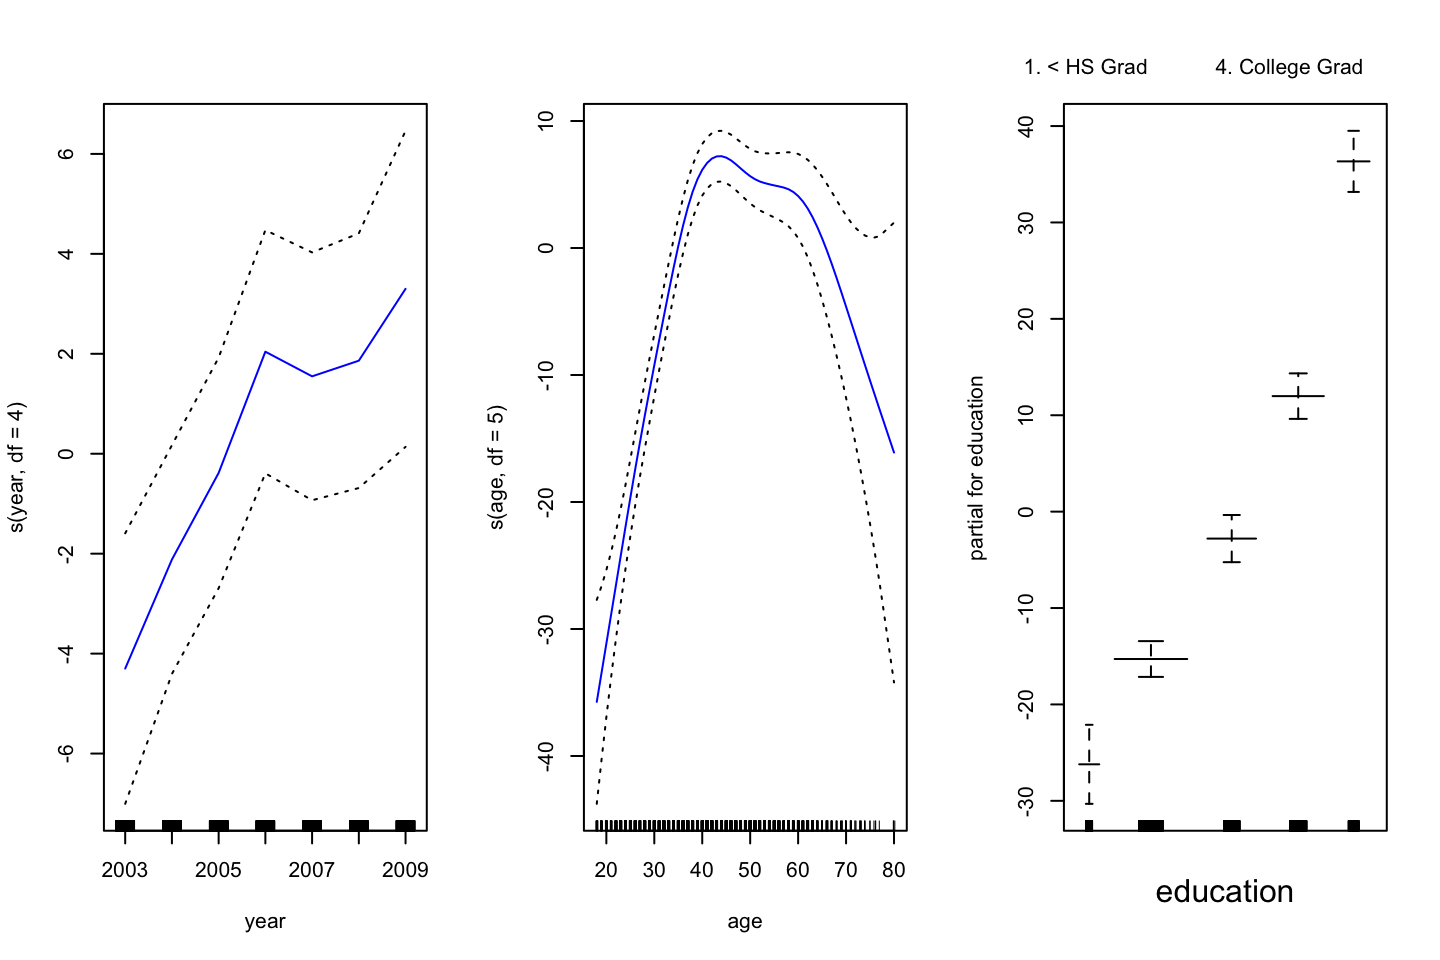 1. < HS Grad 4. College Grad
s(year, df = 4)
6
4
2
0
-2
-4
-6
2003 2005 2007 2009
year
s(age, df = 5)
10
0
-10
-20
-30
-40
20 30 40 50 60 70 80
age
partial for education
40
30
20
10
0
-10
-20
-30
education